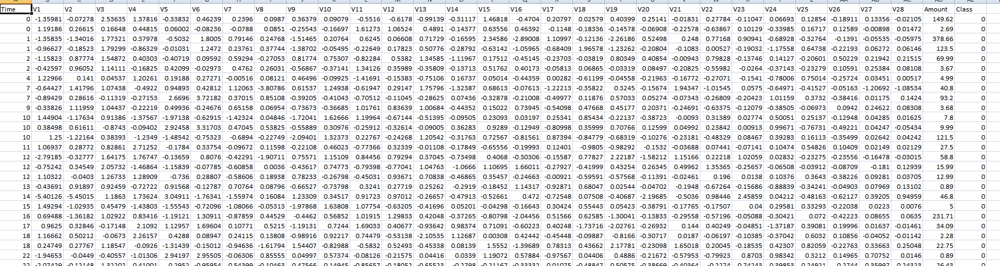 Time V1 V2 V3 V4 V5 V6 V7 V8 V9 V10 V11 V12 V13 V14 V15 V16 V17 V18 V19 V20 V21 V22 V23 V24 V25 V26 V27 V28 Amount Class
0 -1.35981 -0.07278 2.53635 1.37816 -0.33832 0.46239 0.2396 0.0987 0.36379 0.09079 -0.5516 -0.6178 -0.99139 -0.31117 1.46818 -0.4704 0.20797 0.02579 0.40399 0.25141 -0.01831 0.27784 -0.11047 0.06693 0.12854 -0.18911 0.13356 -0.02105 149.62 0
0 1.19186 0.26615 0.16648 0.44815 0.06002 -0.08236 -0.0788 0.0851 -0.25543 -0.16697 1.61273 1.06524 0.4891 -0.14377 0.63556 0.46392 -0.1148 -0.18336 -0.14578 -0.06908 -0.22578 -0.63867 0.10129 -0.33985 0.16717 0.12589 -0.00898 0.01472 2.69 0
1 -1.35835 -1.34016 1.77321 0.37978 -0.5032 1.8005 0.79146 0.24768 -1.51465 0.20764 0.6245 0.06608 0.71729 -0.16595 2.34586 -2.89008 1.10997 -0.12136 -2.26186 0.52498 0.248 0.77168 0.90941 -0.68928 -0.32764 -0.1391 -0.05535 -0.05975 378.66 0
1 -0.96627 -0.18523 1.79299 -0.86329 -0.01031 1.2472 0.23761 0.37744 -1.38702 -0.05495 -0.22649 0.17823 0.50776 -0.28792 -0.63142 -1.05965 -0.68409 1.96578 -1.23262 -0.20804 -0.1083 0.00527 -0.19032 -1.17558 0.64738 -0.22193 0.06272 0.06146 123.5 0
2 -1.15823 0.87774 1.54872 0.40303 -0.40719 0.09592 0.59294 -0.27053 0.81774 0.75307 -0.82284 0.5382 1.34585 -1.11967 0.17512 -0.45145 -0.23703 -0.03819 0.80349 0.40854 -0.00943 0.79828 -0.13746 0.14127 -0.20601 0.50229 0.21942 0.21515 69.99 0
2 -0.42597 0.96052 1.14111 -0.16825 0.42099 -0.02973 0.4762 0.26031 -0.56867 -0.37141 1.34126 0.35989 -0.35809 -0.13713 0.51762 0.40173 -0.05813 0.06865 -0.03319 0.08497 -0.20825 -0.55982 -0.0264 -0.37143 -0.23279 0.10591 0.25384 0.08108 3.67 0
4 1.22966 0.141 0.04537 1.20261 0.19188 0.27271 -0.00516 0.08121 0.46496 -0.09925 -1.41691 -0.15383 -0.75106 0.16737 0.05014 -0.44359 0.00282 -0.61199 -0.04558 -0.21963 -0.16772 -0.27071 -0.1541 -0.78006 0.75014 -0.25724 0.03451 0.00517 4.99 0
7 -0.64427 1.41796 1.07438 -0.4922 0.94893 0.42812 1.12063 -3.80786 0.61537 1.24938 -0.61947 0.29147 1.75796 -1.32387 0.68613 -0.07613 -1.22213 -0.35822 0.3245 -0.15674 1.94347 -1.01545 0.0575 -0.64971 -0.41527 -0.05163 -1.20692 -1.08534 40.8 0
7 -0.89429 0.28616 -0.11319 -0.27153 2.6696 3.72182 0.37015 0.85108 -0.39205 -0.41043 -0.70512 -0.11045 -0.28625 0.07436 -0.32878 -0.21008 -0.49977 0.11876 0.57033 0.05274 -0.07343 -0.26809 -0.20423 1.01159 0.3732 -0.38416 0.01175 0.1424 93.2 0
9 -0.33826 1.11959 1.04437 -0.22219 0.49936 -0.24676 0.65158 0.06954 -0.73673 -0.36685 1.01761 0.83639 1.00684 -0.44352 0.15022 0.73945 -0.54098 0.47668 0.45177 0.20371 -0.24691 -0.63375 -0.12079 -0.38505 -0.06973 0.0942 0.24622 0.08308 3.68 0
10 1.44904 -1.17634 0.91386 -1.37567 -1.97138 -0.62915 -1.42324 0.04846 -1.72041 1.62666 1.19964 -0.67144 -0.51395 -0.09505 0.23093 0.03197 0.25341 0.85434 -0.22137 -0.38723 -0.0093 0.31389 0.02774 0.50051 0.25137 -0.12948 0.04285 0.01625 7.8 0
10 0.38498 0.61611 -0.8743 -0.09402 2.92458 3.31703 0.47045 0.53825 -0.55889 0.30976 -0.25912 -0.32614 -0.09005 0.36283 0.9289 -0.12949 -0.80998 0.35999 0.70766 0.12599 0.04992 0.23842 0.00913 0.99671 -0.76731 -0.49221 0.04247 -0.05434 9.99 0
10 1.25 -1.22164 0.38393 -1.2349 -1.48542 -0.75323 -0.6894 -0.22749 -2.09401 1.32373 0.22767 -0.24268 1.20542 -0.31763 0.72567 -0.81561 0.87394 -0.84779 -0.68319 -0.10276 -0.23181 -0.48329 0.08467 0.39283 0.16113 -0.35499 0.02642 0.04242 121.5 0
11 1.06937 0.28772 0.82861 2.71252 -0.1784 0.33754 -0.09672 0.11598 -0.22108 0.46023 -0.77366 0.32339 -0.01108 -0.17849 -0.65556 -0.19993 0.12401 -0.9805 -0.98292 -0.1532 -0.03688 0.07441 -0.07141 0.10474 0.54826 0.10409 0.02149 0.02129 27.5 0
12 -2.79185 -0.32777 1.64175 1.76747 -0.13659 0.8076 -0.42291 -1.90711 0.75571 1.15109 0.84456 0.79294 0.37045 -0.73498 0.4068 -0.30306 -0.15587 0.77827 2.22187 -1.58212 1.15166 0.22218 1.02059 0.02832 -0.23275 -0.23556 -0.16478 -0.03015 58.8 0
12 -0.75242 0.34549 2.05732 -1.46864 -1.15839 -0.07785 -0.60858 0.0036 -0.43617 0.74773 -0.79398 -0.77041 1.04763 -1.0666 1.10695 1.66011 -0.27927 -0.41999 0.43254 0.26345 0.49962 1.35365 -0.25657 -0.06508 -0.03912 -0.08709 -0.181 0.12939 15.99 0
12 1.10322 -0.0403 1.26733 1.28909 -0.736 0.28807 -0.58606 0.18938 0.78233 -0.26798 -0.45031 0.93671 0.70838 -0.46865 0.35457 -0.24663 -0.00921 -0.59591 -0.57568 -0.11391 -0.02461 0.196 0.0138 0.10376 0.3643 -0.38226 0.09281 0.03705 12.99 0
13 -0.43691 0.91897 0.92459 -0.72722 0.91568 -0.12787 0.70764 0.08796 -0.66527 -0.73798 0.3241 0.27719 0.25262 -0.2919 -0.18452 1.14317 -0.92871 0.68047 0.02544 -0.04702 -0.1948 -0.67264 -0.15686 -0.88839 -0.34241 -0.04903 0.07969 0.13102 0.89 0
14 -5.40126 -5.45015 1.1863 1.73624 3.04911 -1.76341 -1.55974 0.16084 1.23309 0.34517 0.91723 0.97012 -0.26657 -0.47913 -0.52661 0.472 -0.72548 0.07508 -0.40687 -2.19685 -0.5036 0.98446 2.45859 0.04212 -0.48163 -0.62127 0.39205 0.94959 46.8 0
15 1.49294 -1.02935 0.45479 -1.43803 -1.55543 -0.72096 -1.08066 -0.05313 -1.97868 1.63808 1.07754 -0.63205 -0.41696 0.05201 -0.04298 -0.16643 0.30424 0.55443 0.05423 -0.38791 -0.17765 -0.17507 0.04 0.29581 0.33293 -0.22038 0.0223 0.0076 5 0
16 0.69488 -1.36182 1.02922 0.83416 -1.19121 1.30911 -0.87859 0.44529 -0.4462 0.56852 1.01915 1.29833 0.42048 -0.37265 -0.80798 -2.04456 0.51566 0.62585 -1.30041 -0.13833 -0.29558 -0.57196 -0.05088 -0.30421 0.072 -0.42223 0.08655 0.0635 231.71 0
17 0.9625 0.32846 -0.17148 2.1092 1.12957 1.69604 0.10771 0.5215 -1.19131 0.7244 1.69033 0.40677 -0.93642 0.98374 0.71091 -0.60223 0.40248 -1.73716 -2.02761 -0.26932 0.144 0.40249 -0.04851 -1.37187 0.39081 0.19996 0.01637 -0.01461 34.09 0
18 1.16662 0.50212 -0.0673 2.26157 0.4288 0.08947 0.24115 0.13808 -0.98916 0.92217 0.74479 -0.53138 -2.10535 1.12687 0.00308 0.42442 -0.45448 -0.09887 -0.8166 -0.30717 0.0187 -0.06197 -0.10385 -0.37042 0.6032 0.10856 -0.04052 -0.01142 2.28 0
18 0.24749 0.27767 1.18547 -0.0926 -1.31439 -0.15012 -0.94636 -1.61794 1.54407 -0.82988 -0.5832 0.52493 -0.45338 0.08139 1.5552 -1.39689 0.78313 0.43662 2.17781 -0.23098 1.65018 0.20045 -0.18535 0.42307 0.82059 -0.22763 0.33663 0.25048 22.75 0
22 -1.94653 -0.0449 -0.40557 -1.01306 2.94197 2.95505 -0.06306 0.85555 0.04997 0.57374 -0.08126 -0.21575 0.04416 0.0339 1.19072 0.57884 -0.97567 0.04406 0.4886 -0.21672 -0.57953 -0.79923 0.8703 0.98342 0.3212 0.14965 0.70752 0.0146 0.89 0